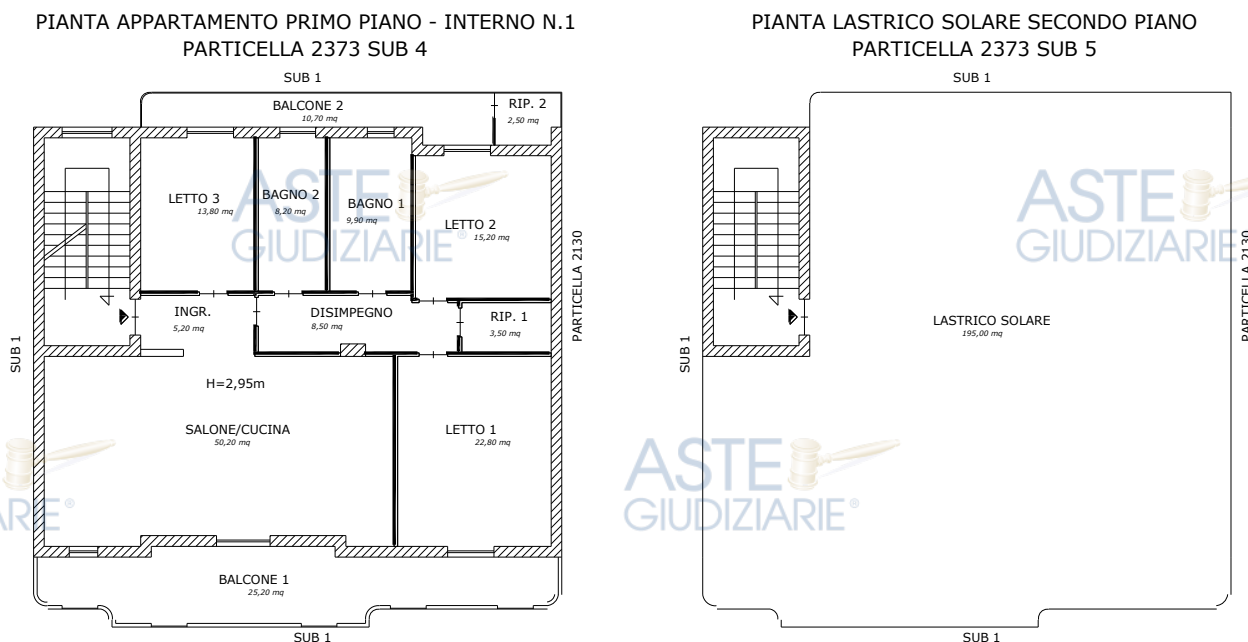 PIANTA APPARTAMENTO PRIMO PIANO - INTERNO N.1
PARTICELLA 2373 SUB 4
SUB 1
BALCONE 2
10,70 mq
RIP. 2
2,50 mq
LETTO 3
13,80 mq
BAGNO 2
8,20 mq
BAGNO 1
9,90 mq
LETTO 2
15,20 mq
INGR.
5,20 mq
DISIMPEGNO
8,50 mq
RIP. 1
3,50 mq
H=2,95m
SALONE/CUCINA
50,20 mq
LETTO 1
22,80 mq
BALCONE 1
25,20 mq
SUB 1
SUB 1
PARTICELLA 2130
ASTE
GIUDIZIARIE®
ARIE®
PIANTA LASTRICO SOLARE SECONDO PIANO
PARTICELLA 2373 SUB 5
SUB 1
LASTRICO SOLARE
195,00 mq
SUB 1
SUB 1
PARTICELLA 2130
ASTE
GIUDIZIARIE
ASTE
GIUDIZIARIE®